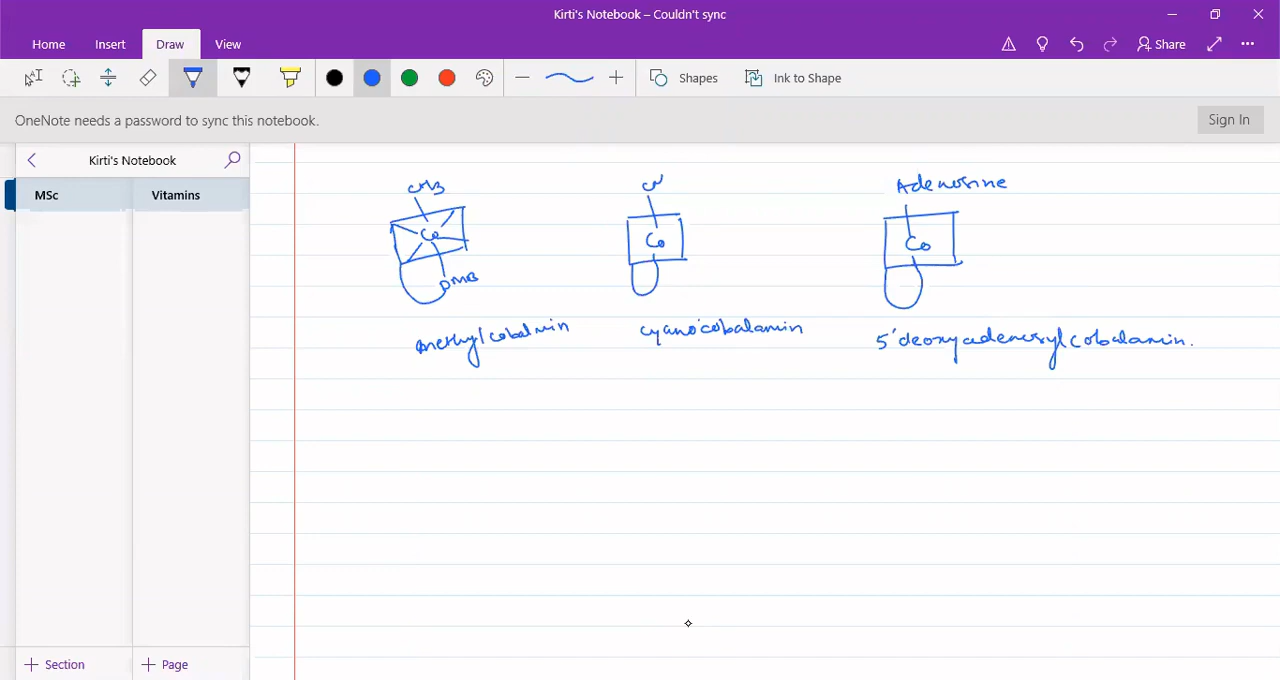 Kirti's Notebook – Couldn't sync
Home Insert Draw View
Share
Shapes Ink to Shape
OneNote needs a password to sync this notebook.
Sign In
Kirti's Notebook
MSc Vitamins
CH3 CN Adenosine
Co Co Co
DMB
methylcobalmin cyanocobalamin 5'deoxyadenosylcobalamin.
+ Section + Page